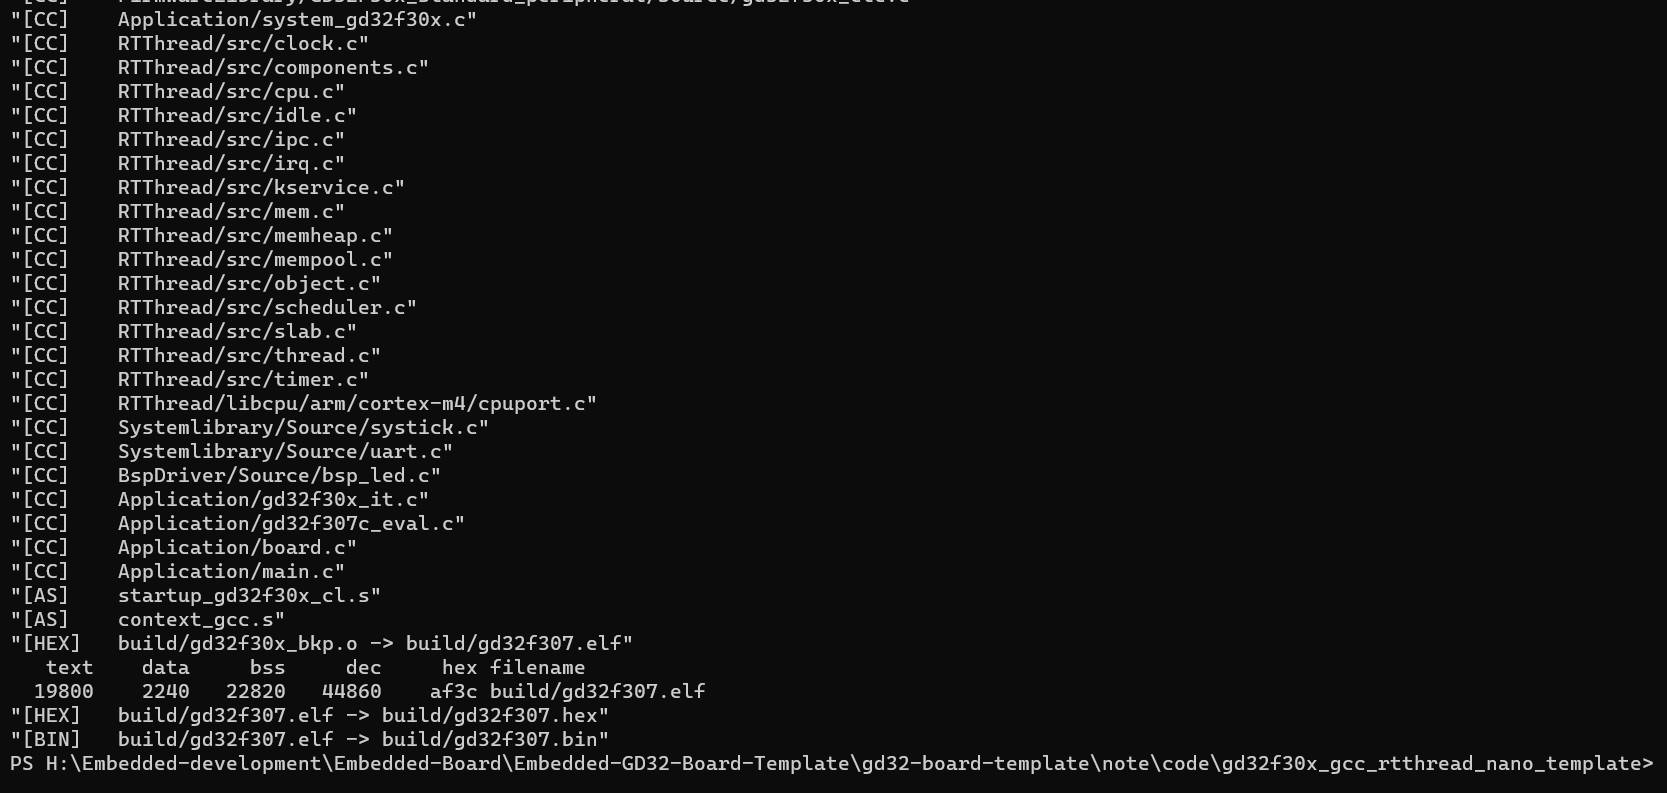 "[CC]    Application/system_gd32f30x.c"
"[CC]    RTThread/src/clock.c"
"[CC]    RTThread/src/components.c"
"[CC]    RTThread/src/cpu.c"
"[CC]    RTThread/src/idle.c"
"[CC]    RTThread/src/ipc.c"
"[CC]    RTThread/src/irq.c"
"[CC]    RTThread/src/kservice.c"
"[CC]    RTThread/src/mem.c"
"[CC]    RTThread/src/memheap.c"
"[CC]    RTThread/src/mempool.c"
"[CC]    RTThread/src/object.c"
"[CC]    RTThread/src/scheduler.c"
"[CC]    RTThread/src/slab.c"
"[CC]    RTThread/src/thread.c"
"[CC]    RTThread/src/timer.c"
"[CC]    RTThread/libcpu/arm/cortex-m4/cpuport.c"
"[CC]    Systemlibrary/Source/systick.c"
"[CC]    Systemlibrary/Source/uart.c"
"[CC]    BspDriver/Source/bsp_led.c"
"[CC]    Application/gd32f30x_it.c"
"[CC]    Application/gd32f307c_eval.c"
"[CC]    Application/board.c"
"[CC]    Application/main.c"
"[AS]    startup_gd32f30x_cl.s"
"[AS]    context_gcc.s"
"[HEX]   build/gd32f30x_bkp.o -> build/gd32f307.elf"
   text    data     bss     dec     hex filename
  19800    2240   22820   44860    af3c build/gd32f307.elf
"[HEX]   build/gd32f307.elf -> build/gd32f307.hex"
"[BIN]   build/gd32f307.elf -> build/gd32f307.bin"
PS H:\Embedded-development\Embedded-Board\Embedded-GD32-Board-Template\gd32-board-template\note\code\gd32f30x_gcc_rtthread_nano_template>